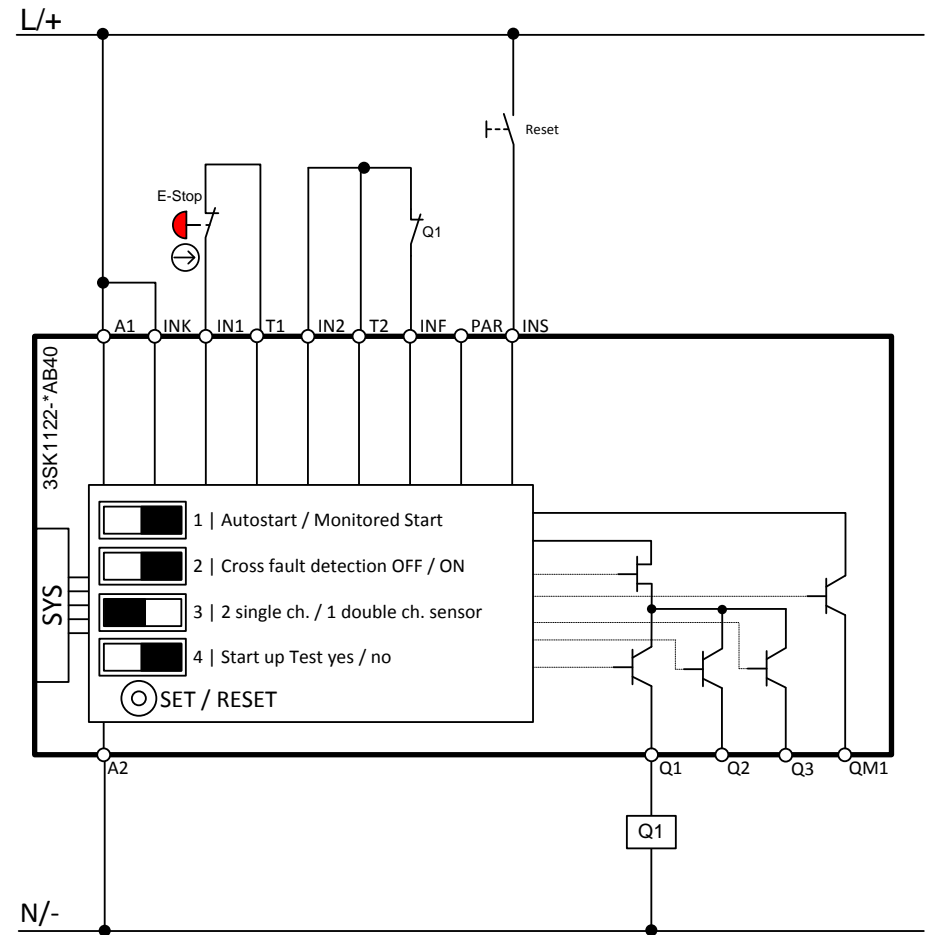 L/+
Reset
E-Stop
Q1
A1 INK IN1 T1 IN2 T2 INF PAR INS
3SK1122-*AB40
1 | Autostart / Monitored Start
2 | Cross fault detection OFF / ON
3 | 2 single ch. / 1 double ch. sensor
4 | Start up Test yes / no
SYS
SET / RESET
A2 Q1 Q2 Q3 QM1
Q1
N/-